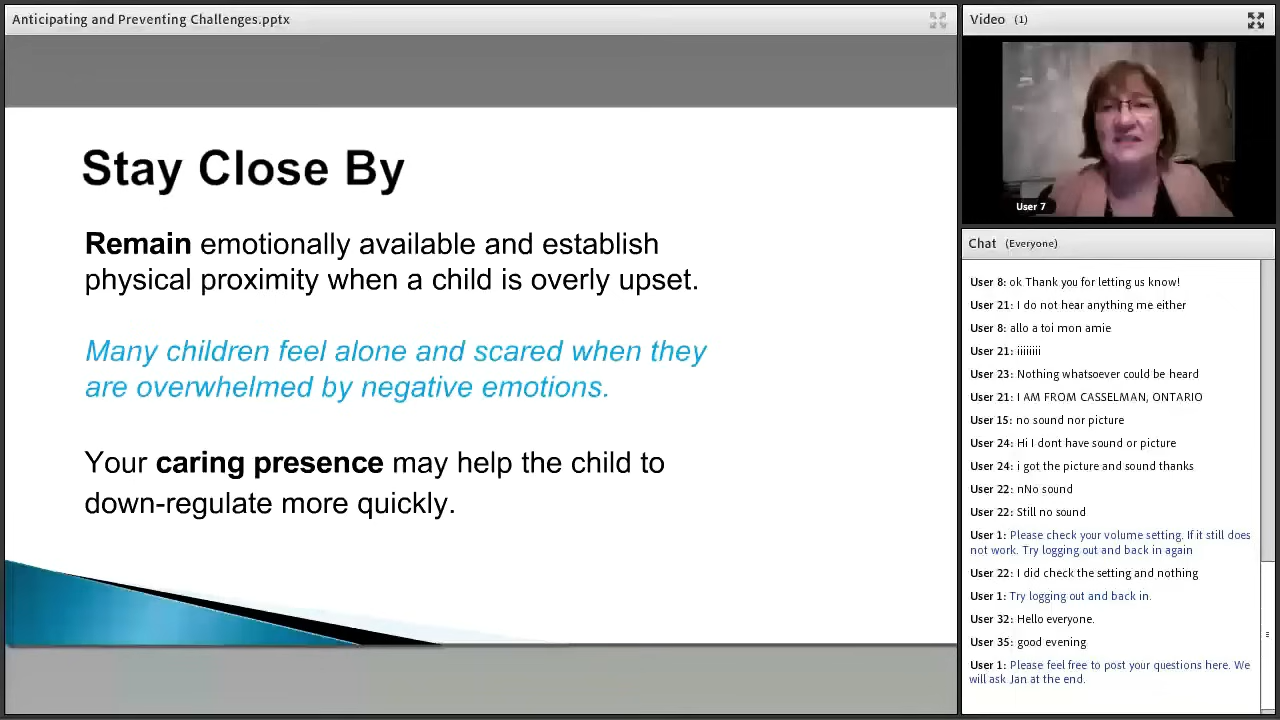 Anticipating and Preventing Challenges.pptx
Stay Close By
Remain emotionally available and establish
physical proximity when a child is overly upset.
Many children feel alone and scared when they
are overwhelmed by negative emotions.
Your caring presence may help the child to
down-regulate more quickly.
Video (1)
User 7
Chat (Everyone)
User 8: ok Thank you for letting us know!
User 21: I do not hear anything me either
User 8: allo a toi mon amie
User 21: iiiiiiii
User 23: Nothing whatsoever could be heard
User 21: I AM FROM CASSELMAN, ONTARIO
User 15: no sound nor picture
User 24: Hi I dont have sound or picture
User 24: i got the picture and sound thanks
User 22: nNo sound
User 22: Still no sound
User 1: Please check your volume setting. If it still does
not work. Try logging out and back in again
User 22: I did check the setting and nothing
User 1: Try logging out and back in.
User 32: Hello everyone.
User 35: good evening
User 1: Please feel free to post your questions here. We
will ask Jan at the end.